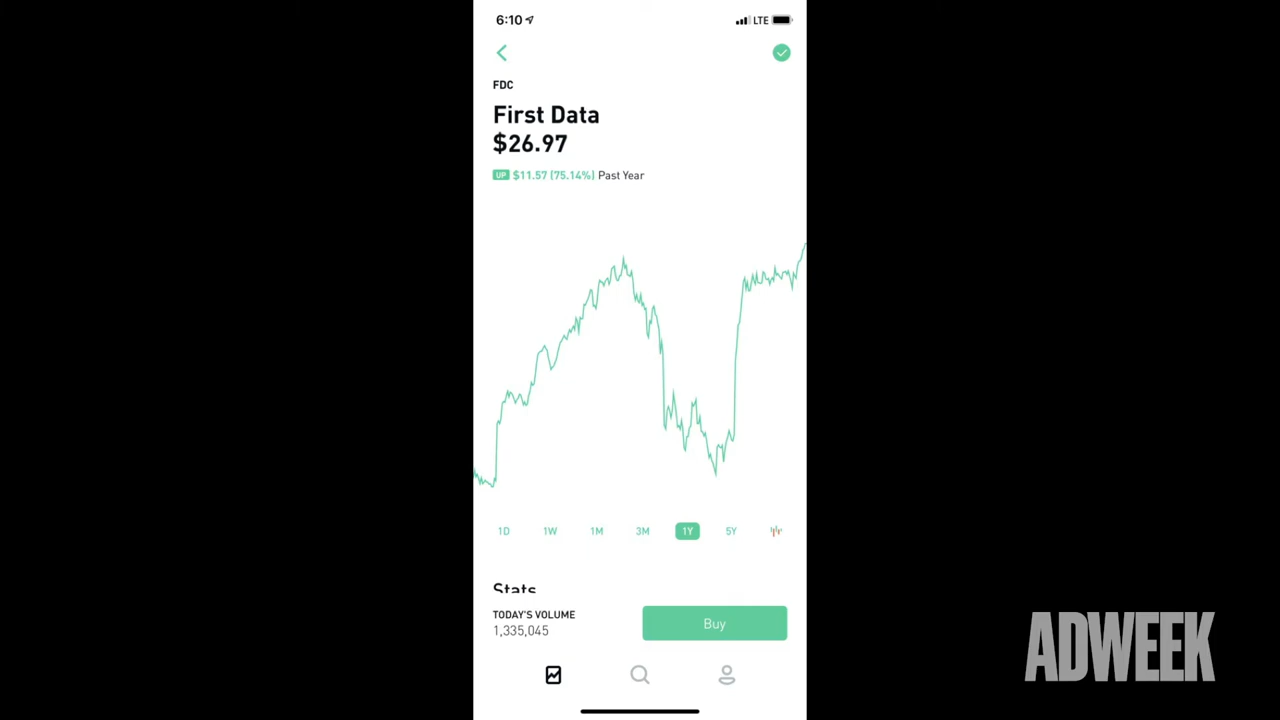 6:10 LTE
FDC
First Data
$26.97
UP $11.57 (75.14%) Past Year
1D 1W 1M 3M 1Y 5Y
Stats
TODAY'S VOLUME
1,335,045
Buy
ADWEEK